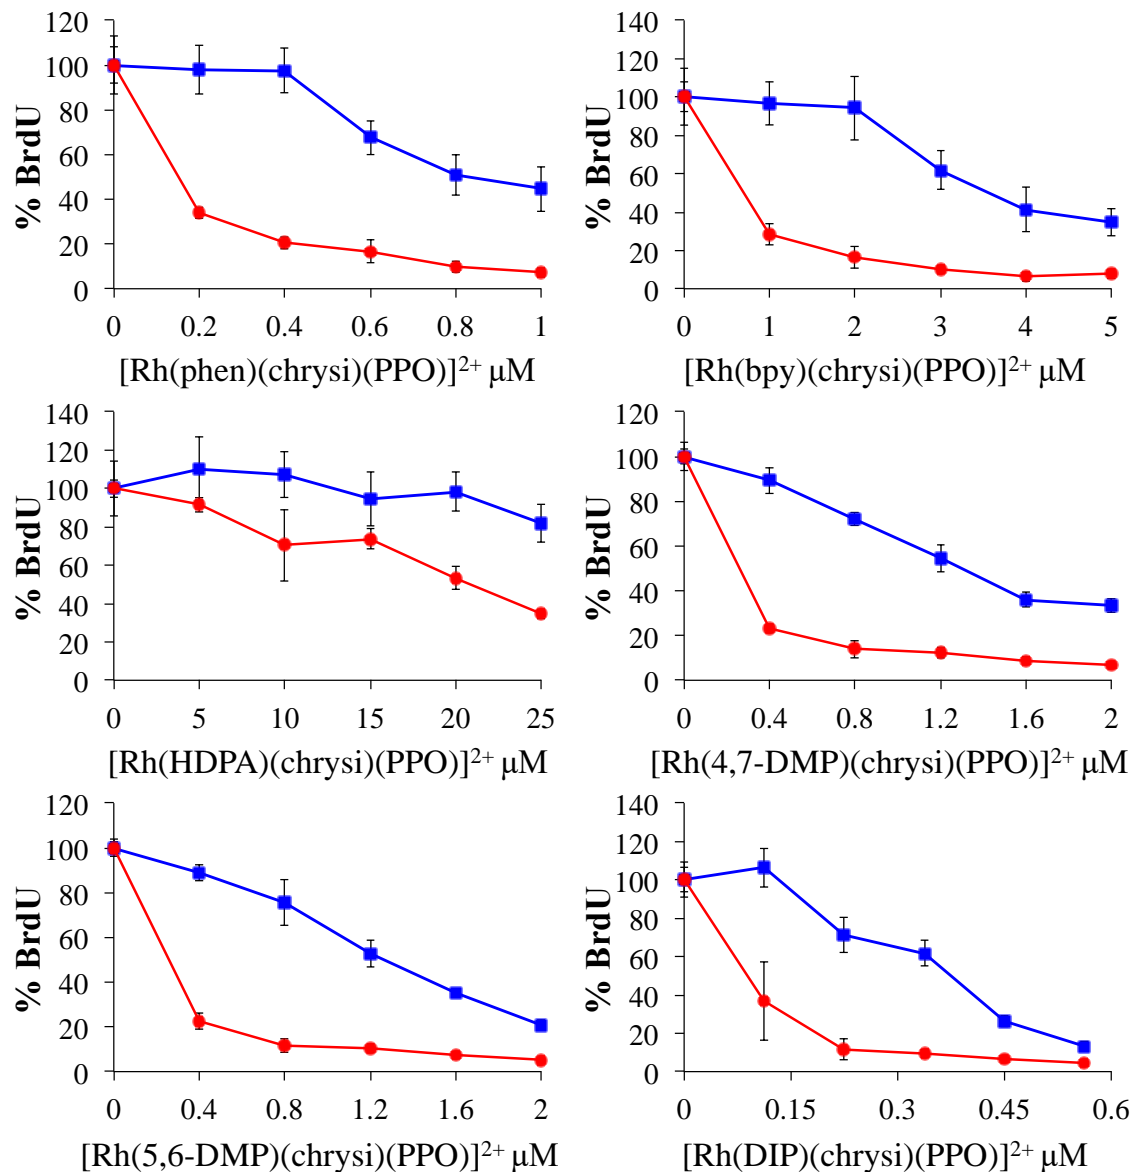 120
100
80
60
40
20
0
% BrdU
0 0.2 0.4 0.6 0.8 1
[Rh(phen)(chrysi)(PPO)]²⁺ μM
140
120
100
80
60
40
20
0
% BrdU
0 1 2 3 4 5
[Rh(bpy)(chrysi)(PPO)]²⁺ μM
140
120
100
80
60
40
20
0
% BrdU
0 5 10 15 20 25
[Rh(HDPA)(chrysi)(PPO)]²⁺ μM
120
100
80
60
40
20
0
% BrdU
0 0.4 0.8 1.2 1.6 2
[Rh(4,7-DMP)(chrysi)(PPO)]²⁺ μM
120
100
80
60
40
20
0
% BrdU
0 0.4 0.8 1.2 1.6 2
[Rh(5,6-DMP)(chrysi)(PPO)]²⁺ μM
140
120
100
80
60
40
20
0
% BrdU
0 0.15 0.3 0.45 0.6
[Rh(DIP)(chrysi)(PPO)]²⁺ μM